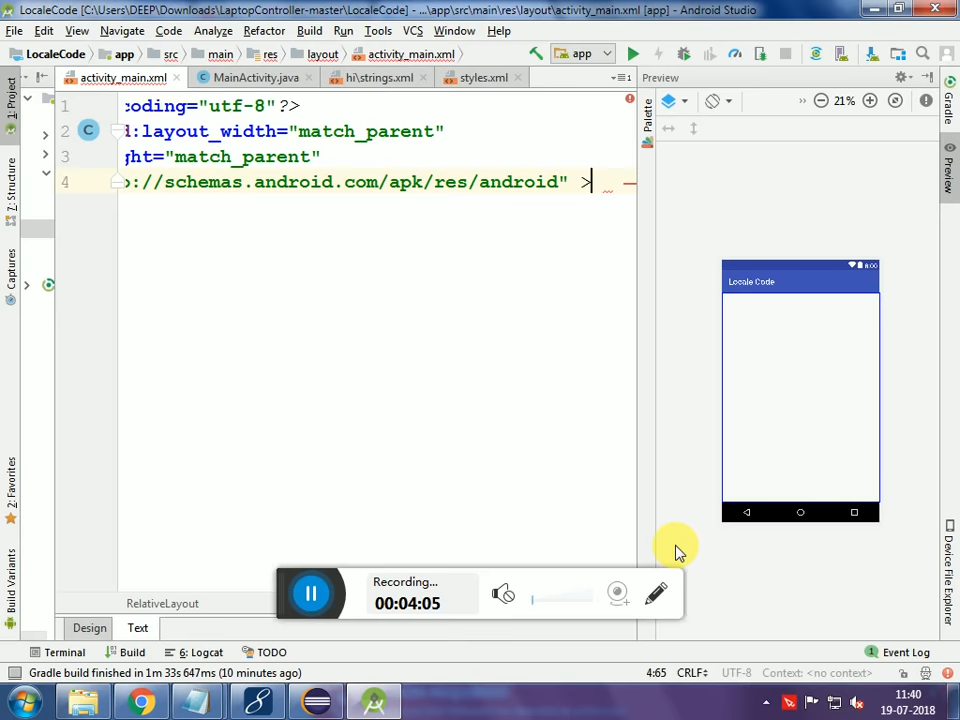 LocaleCode [C:\Users\DEEP\Downloads\LaptopController-master\LocaleCode] - ...\app\src\main\res\layout\activity_main.xml [app] - Android Studio
File Edit View Navigate Code Analyze Refactor Build Run Tools VCS Window Help
LocaleCode app src main res layout activity_main.xml app
activity_main.xml MainActivity.java hi\strings.xml styles.xml Preview
21%
1 coding="utf-8"?>
2 C d:layout_width="match_parent"
3 ght="match_parent"
4 p://schemas.android.com/apk/res/android" >
1: Project
7: Structure
Captures
2: Favorites
Build Variants
Palette
Gradle
Preview
Device File Explorer
8:00
Locale Code
Recording...
00:04:05
RelativeLayout
Design Text
Terminal Build 6: Logcat TODO 1 Event Log
Gradle build finished in 1m 33s 647ms (10 minutes ago) 4:65 CRLF UTF-8 Context: <no context>
11:40
19-07-2018